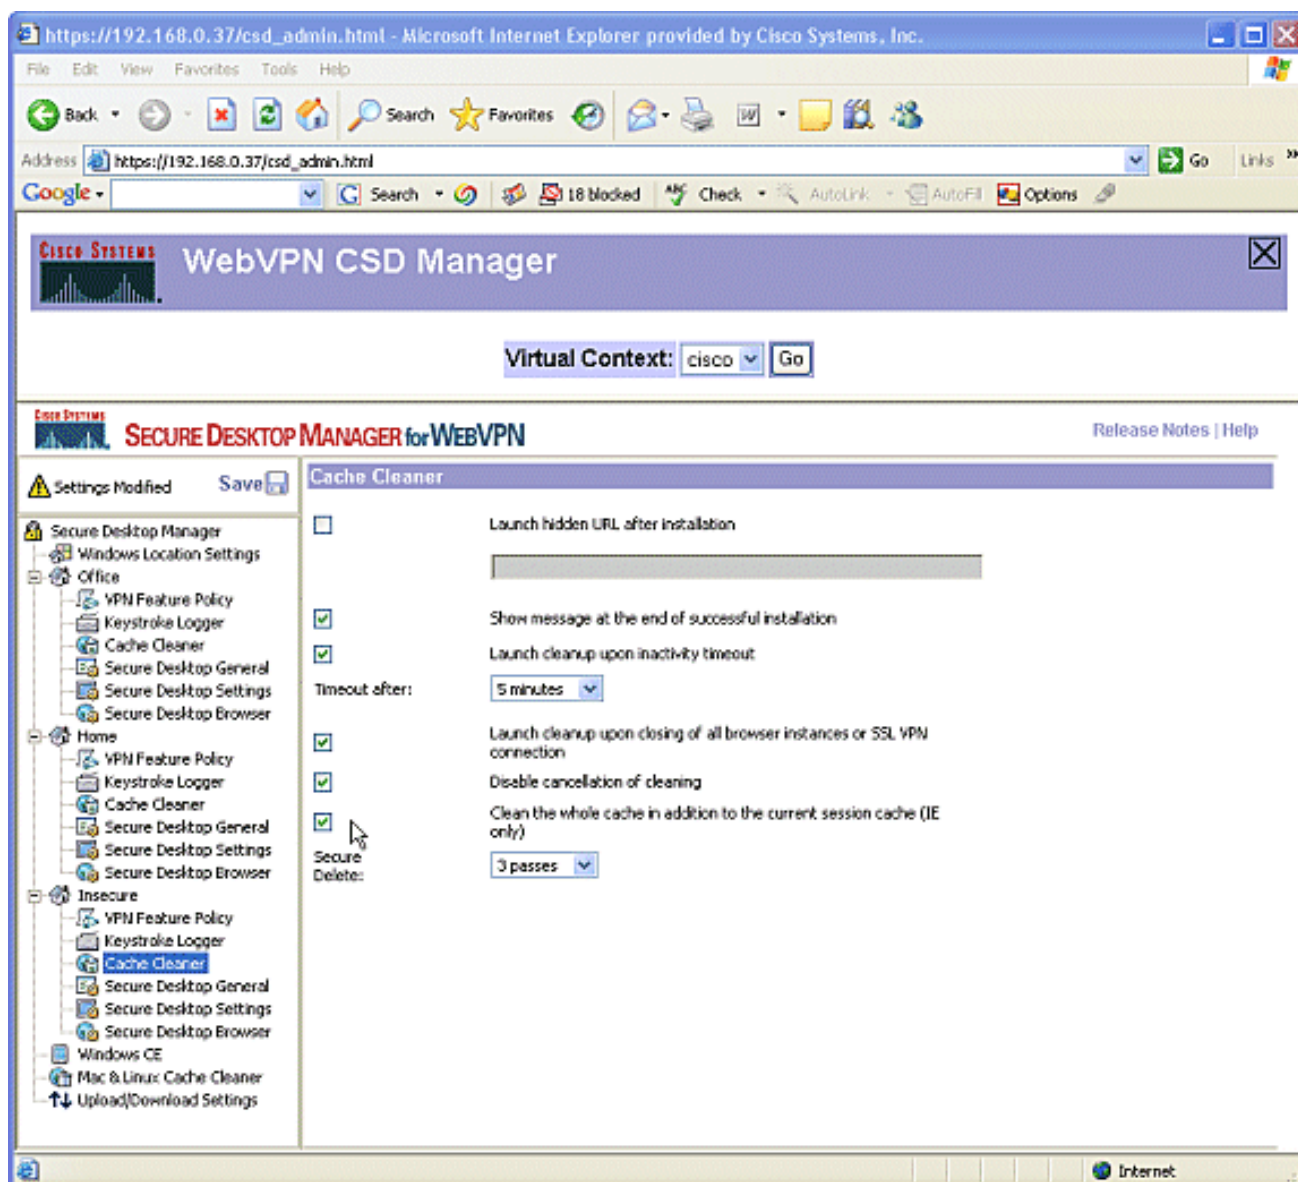 https://192.168.0.37/csd_admin.html - Microsoft Internet Explorer provided by Cisco Systems, Inc.
File Edit View Favorites Tools Help
Back Search Favorites
Address https://192.168.0.37/csd_admin.html Go Links »
Google Search 18 blocked ABC Check AutoLink AutoFill Options
CISCO SYSTEMS
WebVPN CSD Manager
Virtual Context: cisco Go
CISCO SYSTEMS
SECURE DESKTOP MANAGER for WEBVPN
Release Notes | Help
Settings Modified Save
Secure Desktop Manager
Windows Location Settings
Office
VPN Feature Policy
Keystroke Logger
Cache Cleaner
Secure Desktop General
Secure Desktop Settings
Secure Desktop Browser
Home
VPN Feature Policy
Keystroke Logger
Cache Cleaner
Secure Desktop General
Secure Desktop Settings
Secure Desktop Browser
Insecure
VPN Feature Policy
Keystroke Logger
Cache Cleaner
Secure Desktop General
Secure Desktop Settings
Secure Desktop Browser
Windows CE
Mac & Linux Cache Cleaner
Upload/Download Settings
Cache Cleaner
Launch hidden URL after installation
Show message at the end of successful installation
Launch cleanup upon inactivity timeout
Timeout after: 5 minutes
Launch cleanup upon closing of all browser instances or SSL VPN
connection
Disable cancellation of cleaning
Clean the whole cache in addition to the current session cache (IE
only)
Secure
Delete:
3 passes
Internet